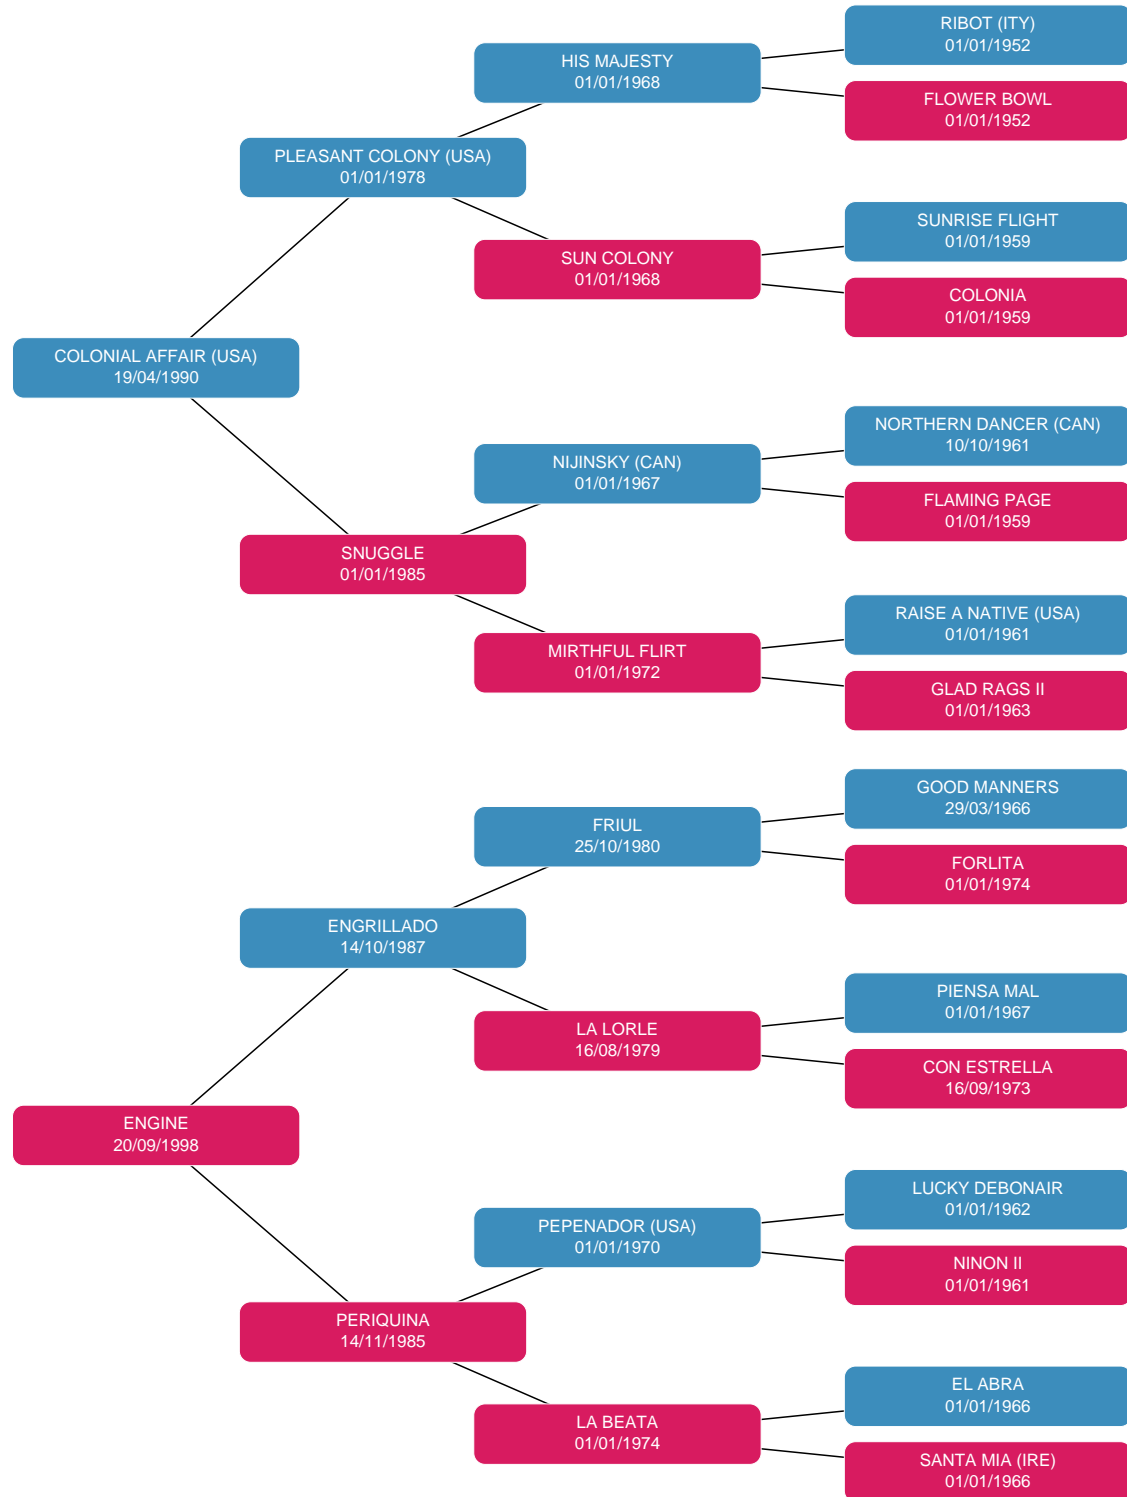 RIBOT (ITY)
01/01/1952
HIS MAJESTY
01/01/1968
FLOWER BOWL
01/01/1952
PLEASANT COLONY (USA)
01/01/1978
SUNRISE FLIGHT
01/01/1959
SUN COLONY
01/01/1968
COLONIA
01/01/1959
COLONIAL AFFAIR (USA)
19/04/1990
NORTHERN DANCER (CAN)
10/10/1961
NIJINSKY (CAN)
01/01/1967
FLAMING PAGE
01/01/1959
SNUGGLE
01/01/1985
RAISE A NATIVE (USA)
01/01/1961
MIRTHFUL FLIRT
01/01/1972
GLAD RAGS II
01/01/1963
GOOD MANNERS
29/03/1966
FRIUL
25/10/1980
FORLITA
01/01/1974
ENGRILLADO
14/10/1987
PIENSA MAL
01/01/1967
LA LORLE
16/08/1979
CON ESTRELLA
16/09/1973
ENGINE
20/09/1998
LUCKY DEBONAIR
01/01/1962
PEPENADOR (USA)
01/01/1970
NINON II
01/01/1961
PERIQUINA
14/11/1985
EL ABRA
01/01/1966
LA BEATA
01/01/1974
SANTA MIA (IRE)
01/01/1966